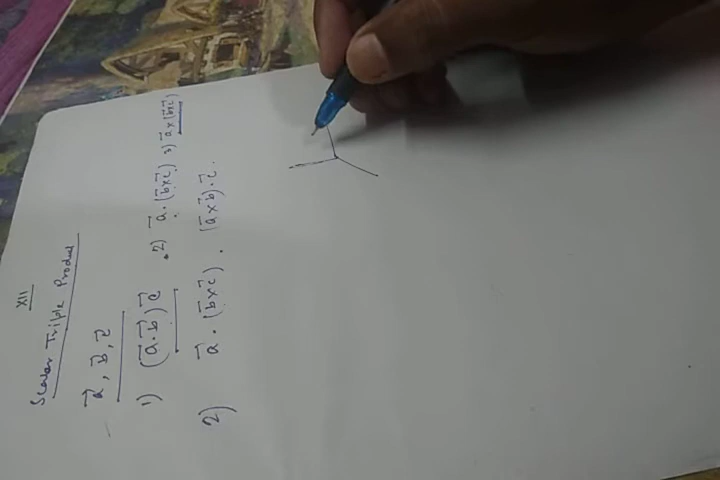 XII
Scalar Triple Product
a⃗, b⃗, c⃗
1) (a⃗·b⃗)c⃗ .2) a⃗·(b⃗×c⃗) 3) a⃗×(b⃗×c⃗)
2) a⃗·(b⃗×c⃗). (a⃗×b⃗)·c⃗.